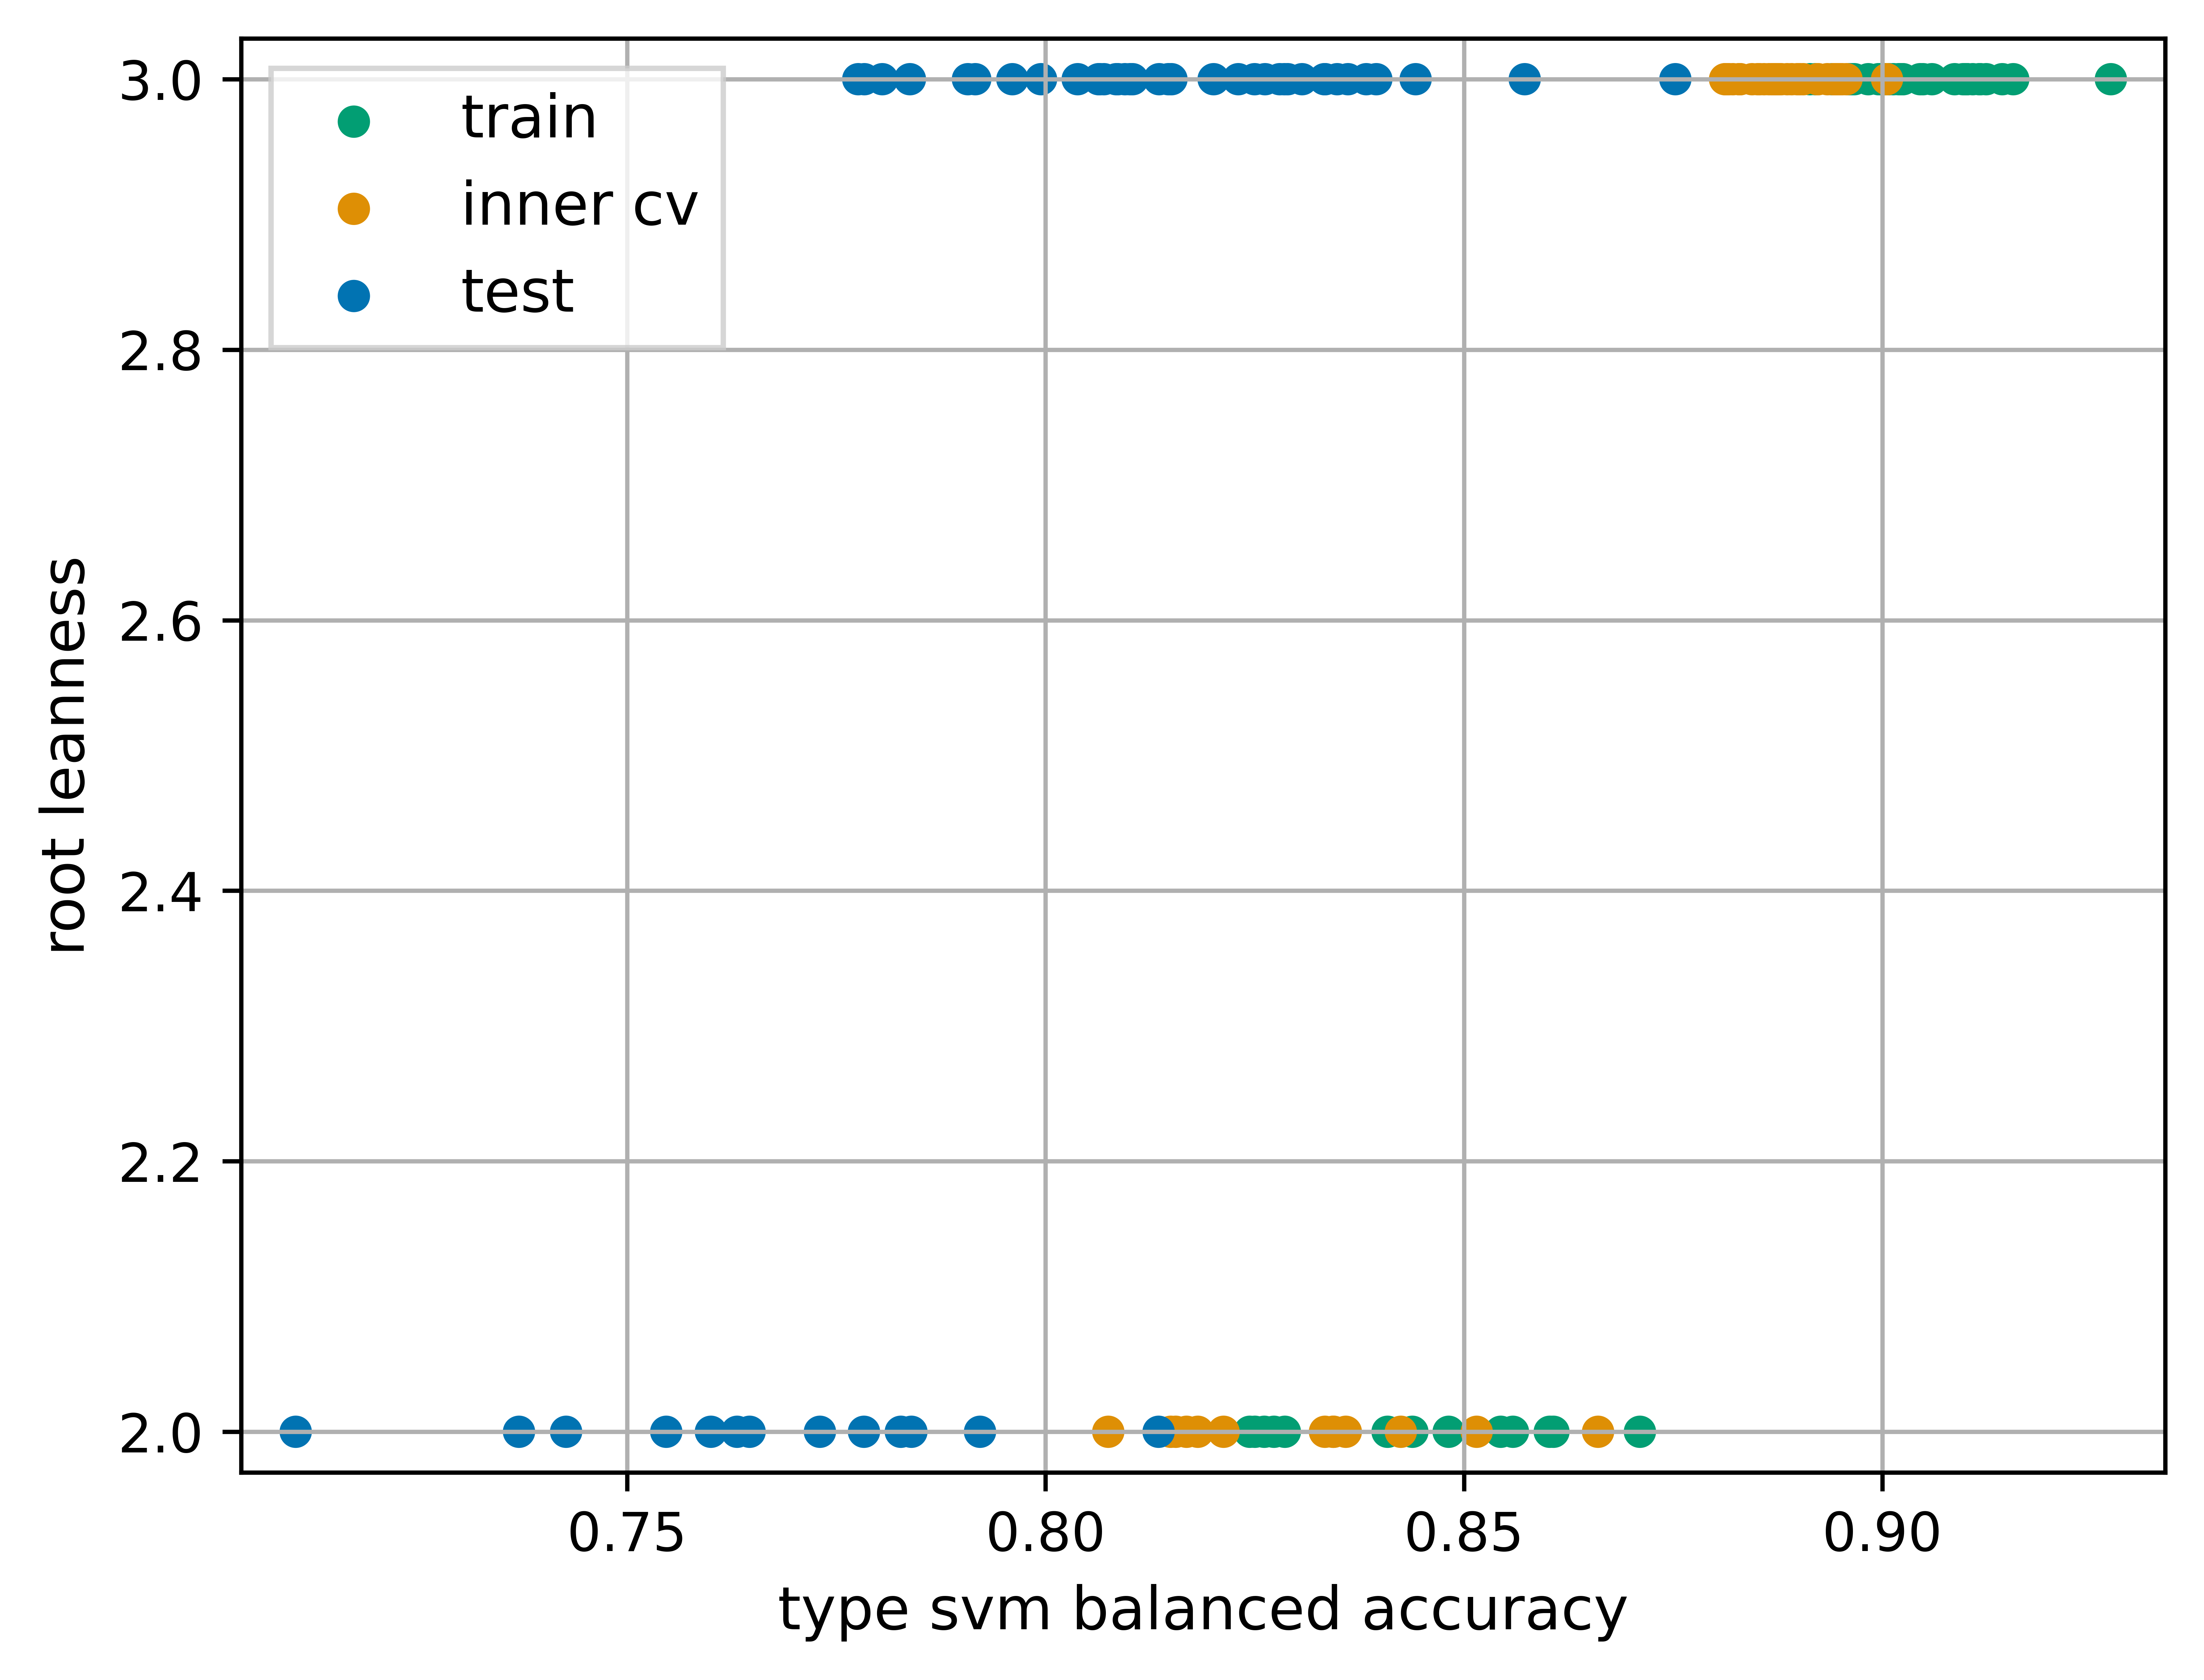 3.0
2.8
2.6
2.4
2.2
2.0
root leanness
train
inner cv
test
0.75 0.80 0.85 0.90
type svm balanced accuracy